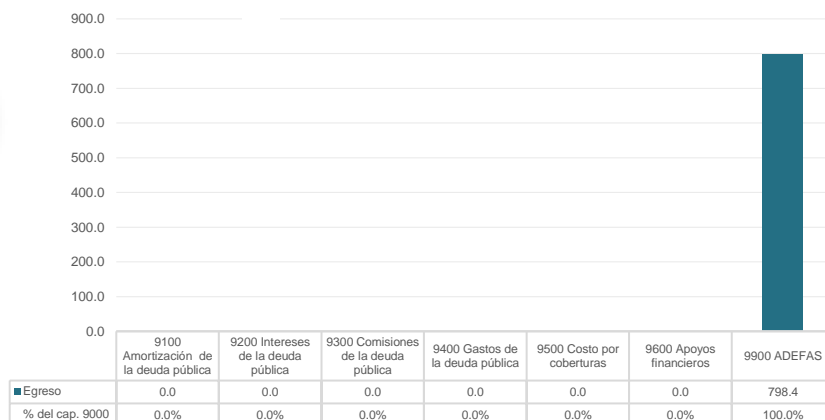 900.0
800.0
700.0
600.0
500.0
400.0
300.0
200.0
100.0
0.0
9100 Amortización de la deuda pública
9200 Intereses de la deuda pública
9300 Comisiones de la deuda pública
9400 Gastos de la deuda pública
9500 Costo por coberturas
9600 Apoyos financieros
9900 ADEFAS
Egreso 0.0 0.0 0.0 0.0 0.0 0.0 798.4
% del cap. 9000 0.0% 0.0% 0.0% 0.0% 0.0% 0.0% 100.0%